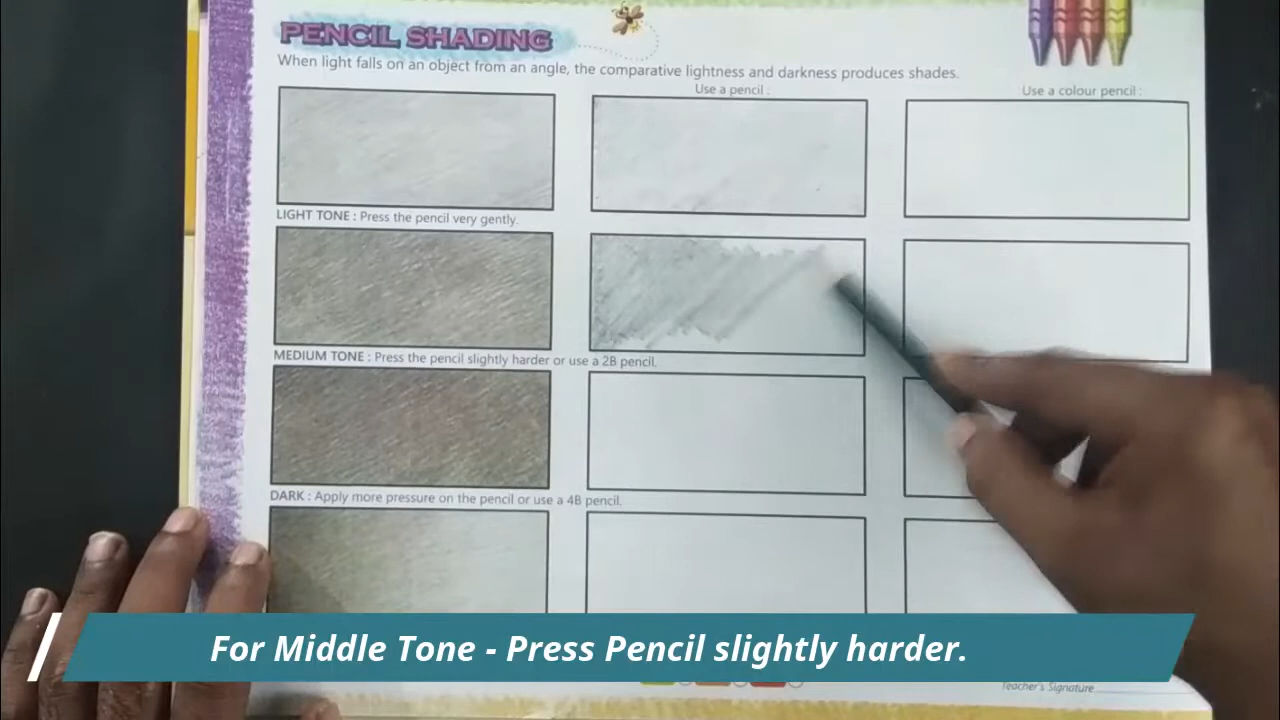 PENCIL SHADING
When light falls on an object from an angle, the comparative lightness and darkness produces shades.
Use a pencil :
Use a colour pencil :
LIGHT TONE : Press the pencil very gently.
MEDIUM TONE : Press the pencil slightly harder or use a 2B pencil.
DARK : Apply more pressure on the pencil or use a 4B pencil.
For Middle Tone - Press Pencil slightly harder.
Teacher's Signature